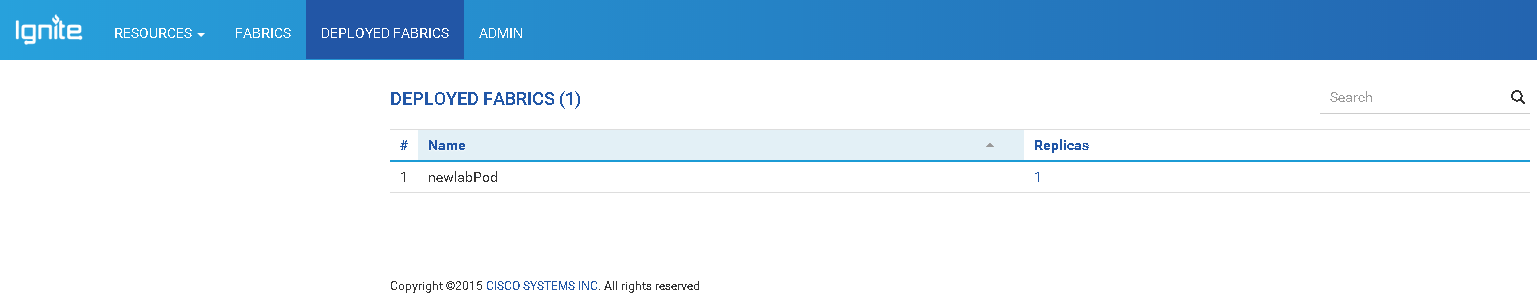 Ignite RESOURCES FABRICS DEPLOYED FABRICS ADMIN
DEPLOYED FABRICS (1) Search
# Name Replicas
1 newlabPod 1
Copyright ©2015 CISCO SYSTEMS INC. All rights reserved